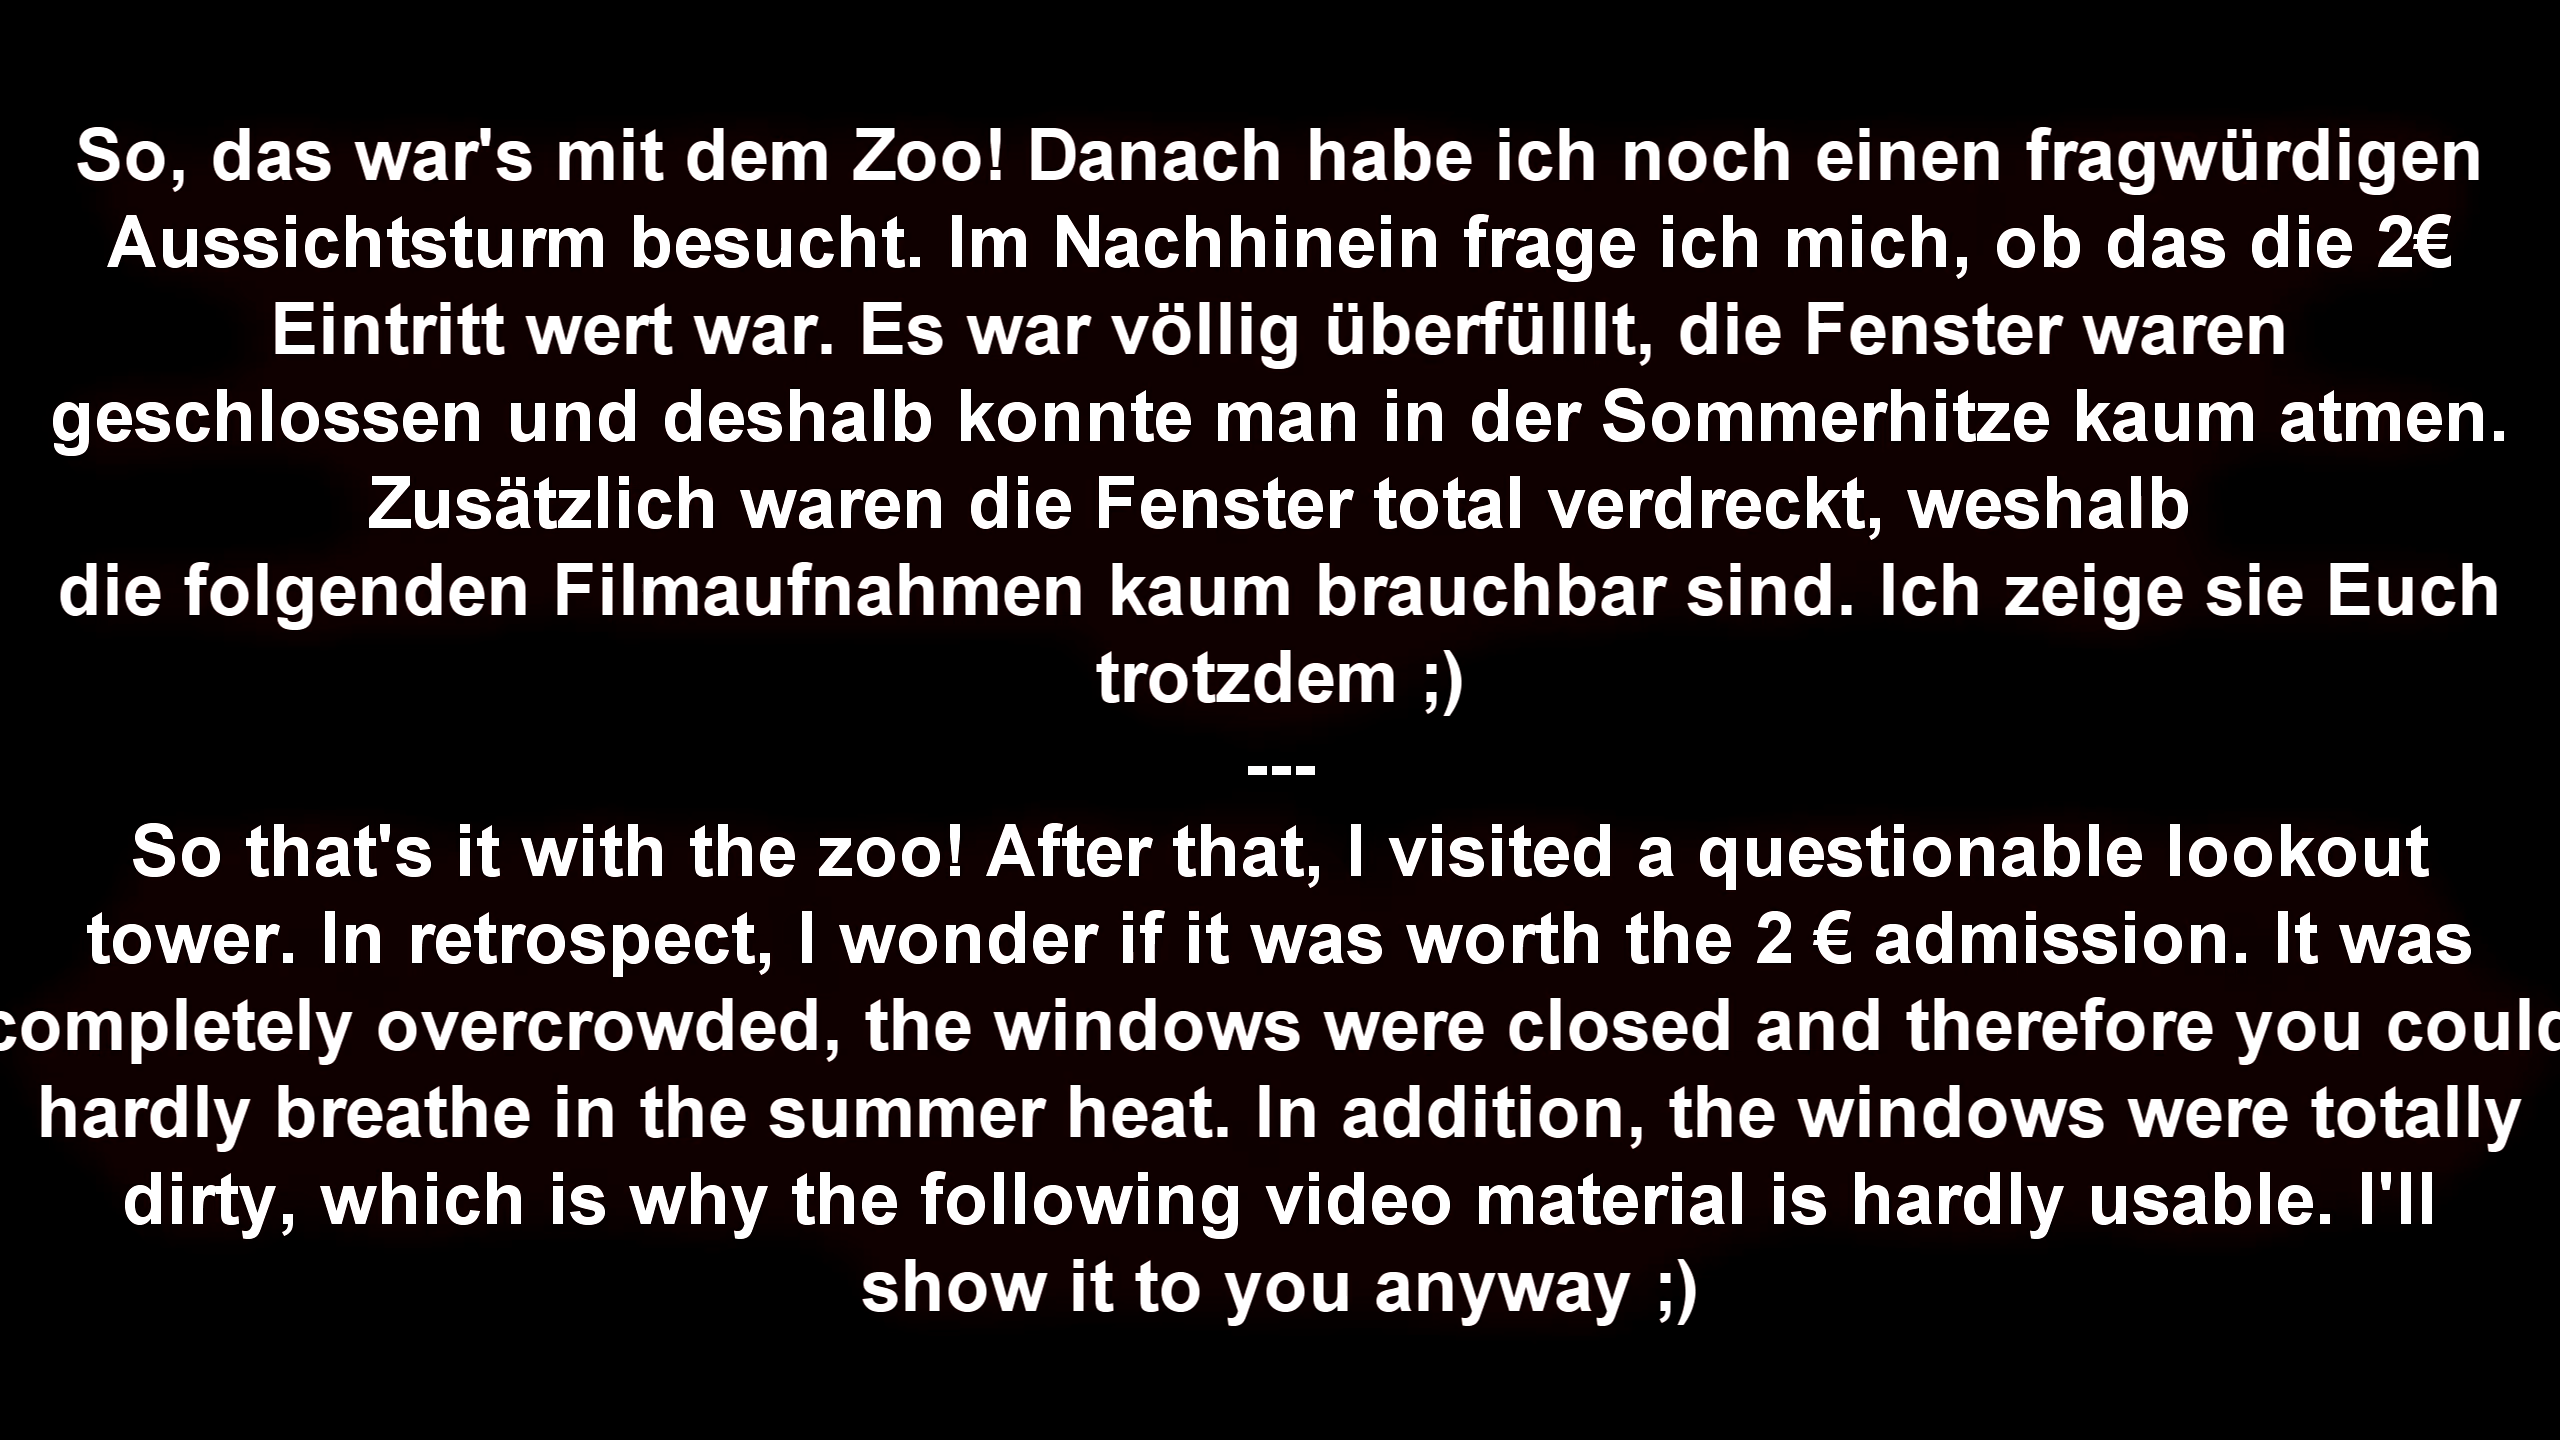 So, das war's mit dem Zoo! Danach habe ich noch einen fragwürdigen
Aussichtsturm besucht. Im Nachhinein frage ich mich, ob das die 2€
Eintritt wert war. Es war völlig überfülllt, die Fenster waren
geschlossen und deshalb konnte man in der Sommerhitze kaum atmen.
Zusätzlich waren die Fenster total verdreckt, weshalb
die folgenden Filmaufnahmen kaum brauchbar sind. Ich zeige sie Euch
trotzdem ;)
---
So that's it with the zoo! After that, I visited a questionable lookout
tower. In retrospect, I wonder if it was worth the 2 € admission. It was
completely overcrowded, the windows were closed and therefore you could
hardly breathe in the summer heat. In addition, the windows were totally
dirty, which is why the following video material is hardly usable. I'll
show it to you anyway ;)